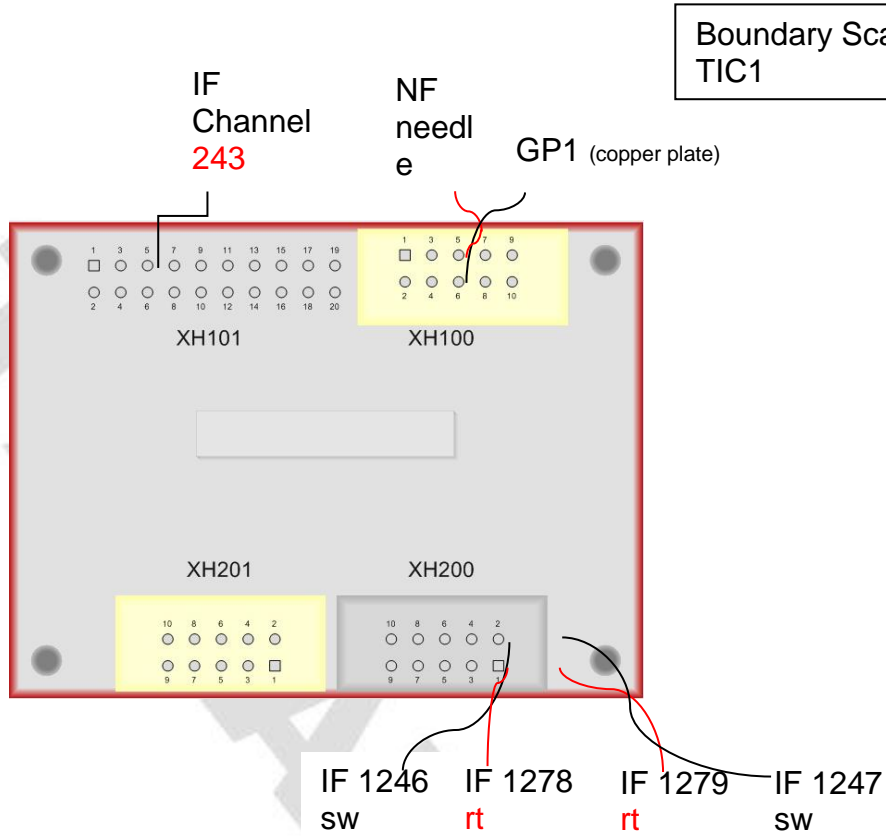 Boundary Sca
TIC1
IF
Channel
243
NF
needl
e
GP1 (copper plate)
1 3 5 7 9 11 13 15 17 19
2 4 6 8 10 12 14 16 18 20
XH101
1 3 5 7 9
2 4 6 8 10
XH100
XH201
10 8 6 4 2
9 7 5 3 1
XH200
10 8 6 4 2
9 7 5 3 1
IF 1246
sw
IF 1278
rt
IF 1279
rt
IF 1247
sw